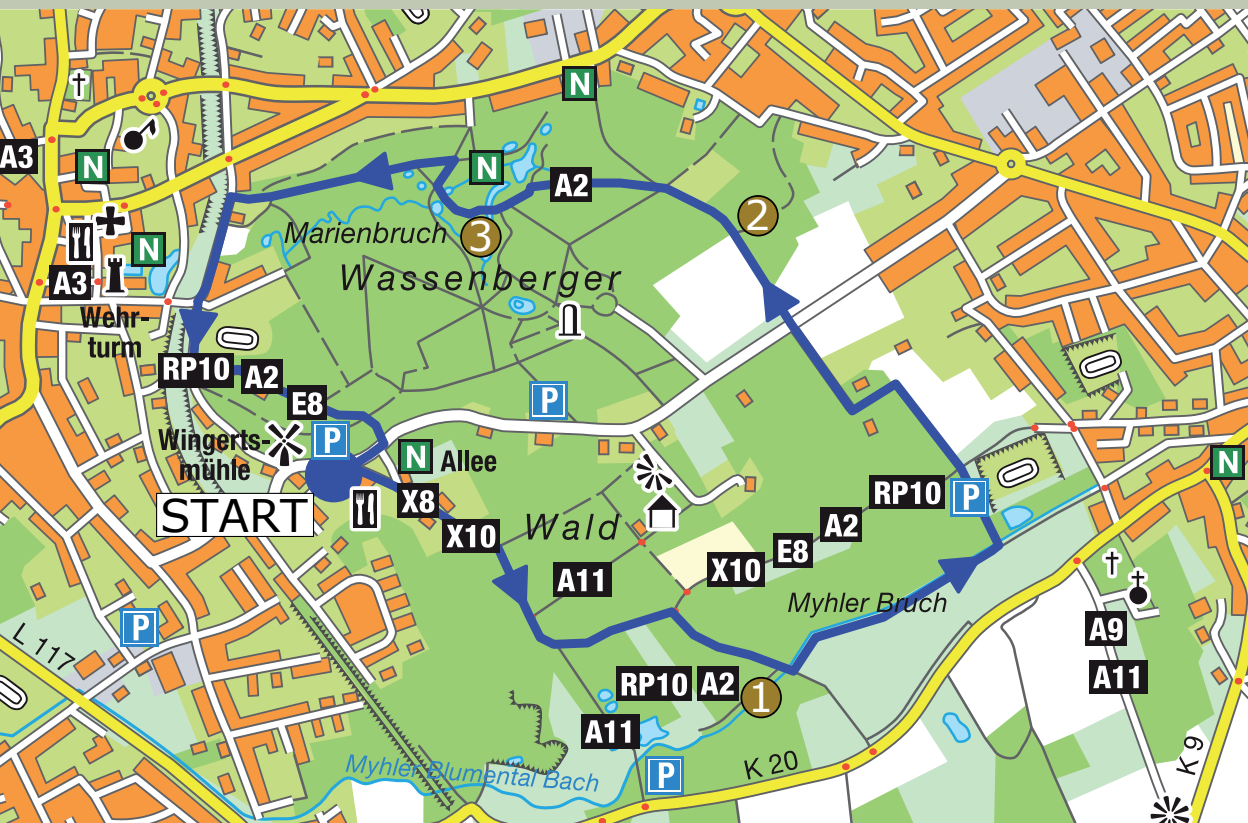 N
A3
N
N
A2
2
Marienbruch
3
N
A3
Wassenberger
Wehr-
turm
RP10
A2
E8
P
P
Wingerts-
mühle
N
Allee
N
START
X8
RP10
P
X10
Wald
A2
E8
A11
X10
Myhler Bruch
P
A9
L 117
RP10
A2
1
A11
A11
K 20
K 9
Myhler Blumental Bach
P